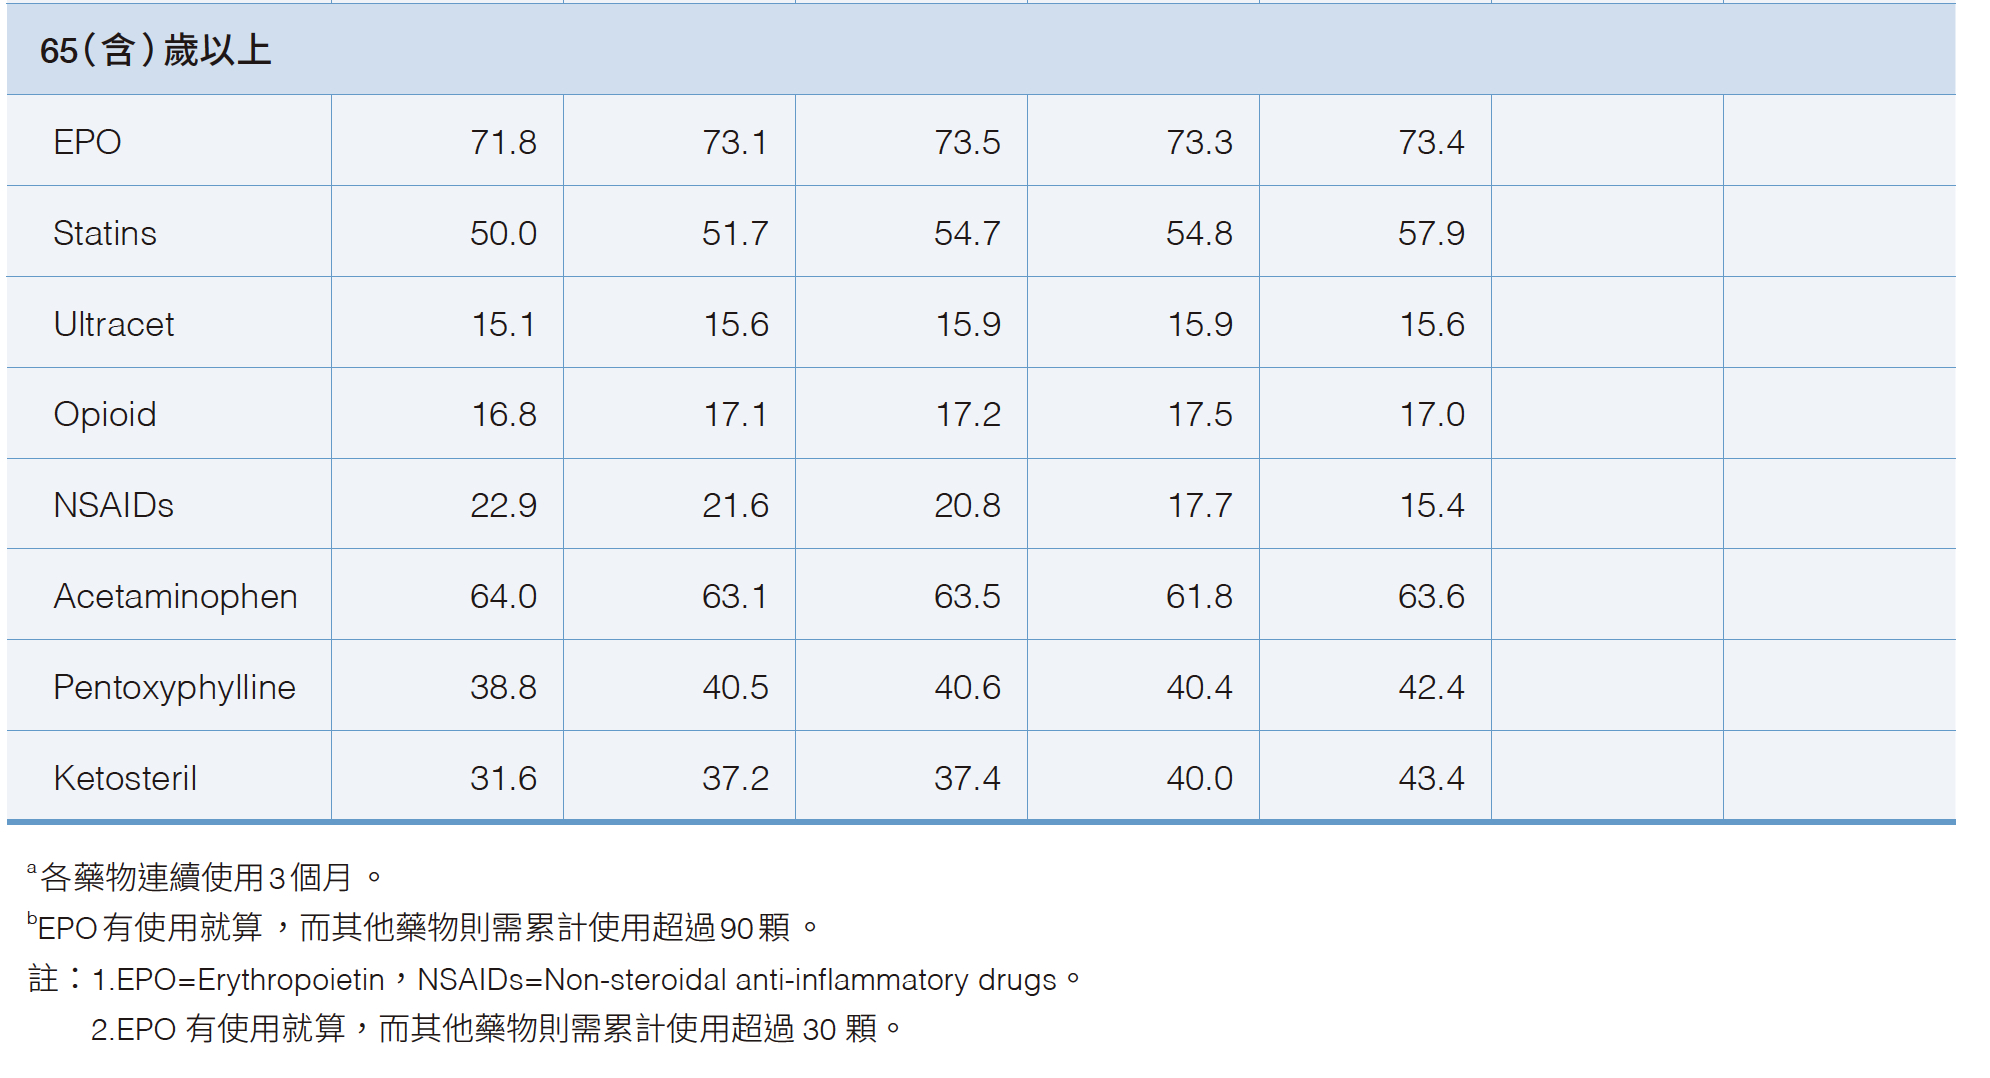 65(含)歲以上
EPO 71.8 73.1 73.5 73.3 73.4
Statins 50.0 51.7 54.7 54.8 57.9
Ultracet 15.1 15.6 15.9 15.9 15.6
Opioid 16.8 17.1 17.2 17.5 17.0
NSAIDs 22.9 21.6 20.8 17.7 15.4
Acetaminophen 64.0 63.1 63.5 61.8 63.6
Pentoxyphylline 38.8 40.5 40.6 40.4 42.4
Ketosteril 31.6 37.2 37.4 40.0 43.4
a各藥物連續使用3個月。
bEPO有使用就算，而其他藥物則需累計使用超過90顆。
註：1.EPO=Erythropoietin，NSAIDs=Non-steroidal anti-inflammatory drugs。
2.EPO 有使用就算，而其他藥物則需累計使用超過 30 顆。